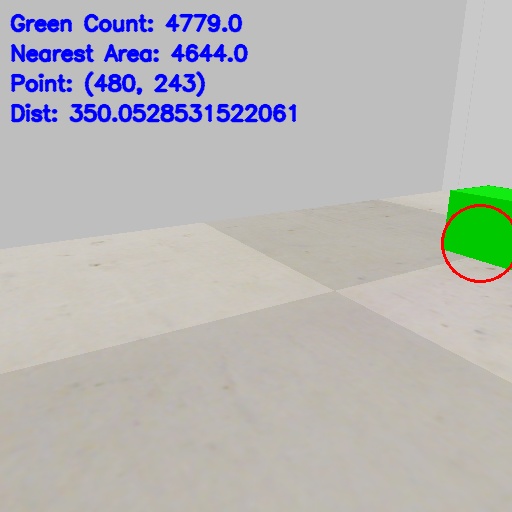 Green Count: 4779.0
Nearest Area: 4644.0
Point: (480, 243)
Dist: 350.0528531522061